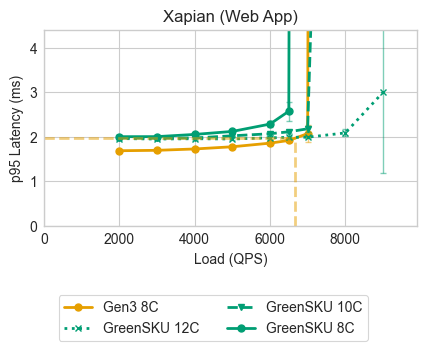 Xapian (Web App)
4
3
2
1
0
p95 Latency (ms)
0 2000 4000 6000 8000
Load (QPS)
Gen3 8C GreenSKU 10C
GreenSKU 12C GreenSKU 8C